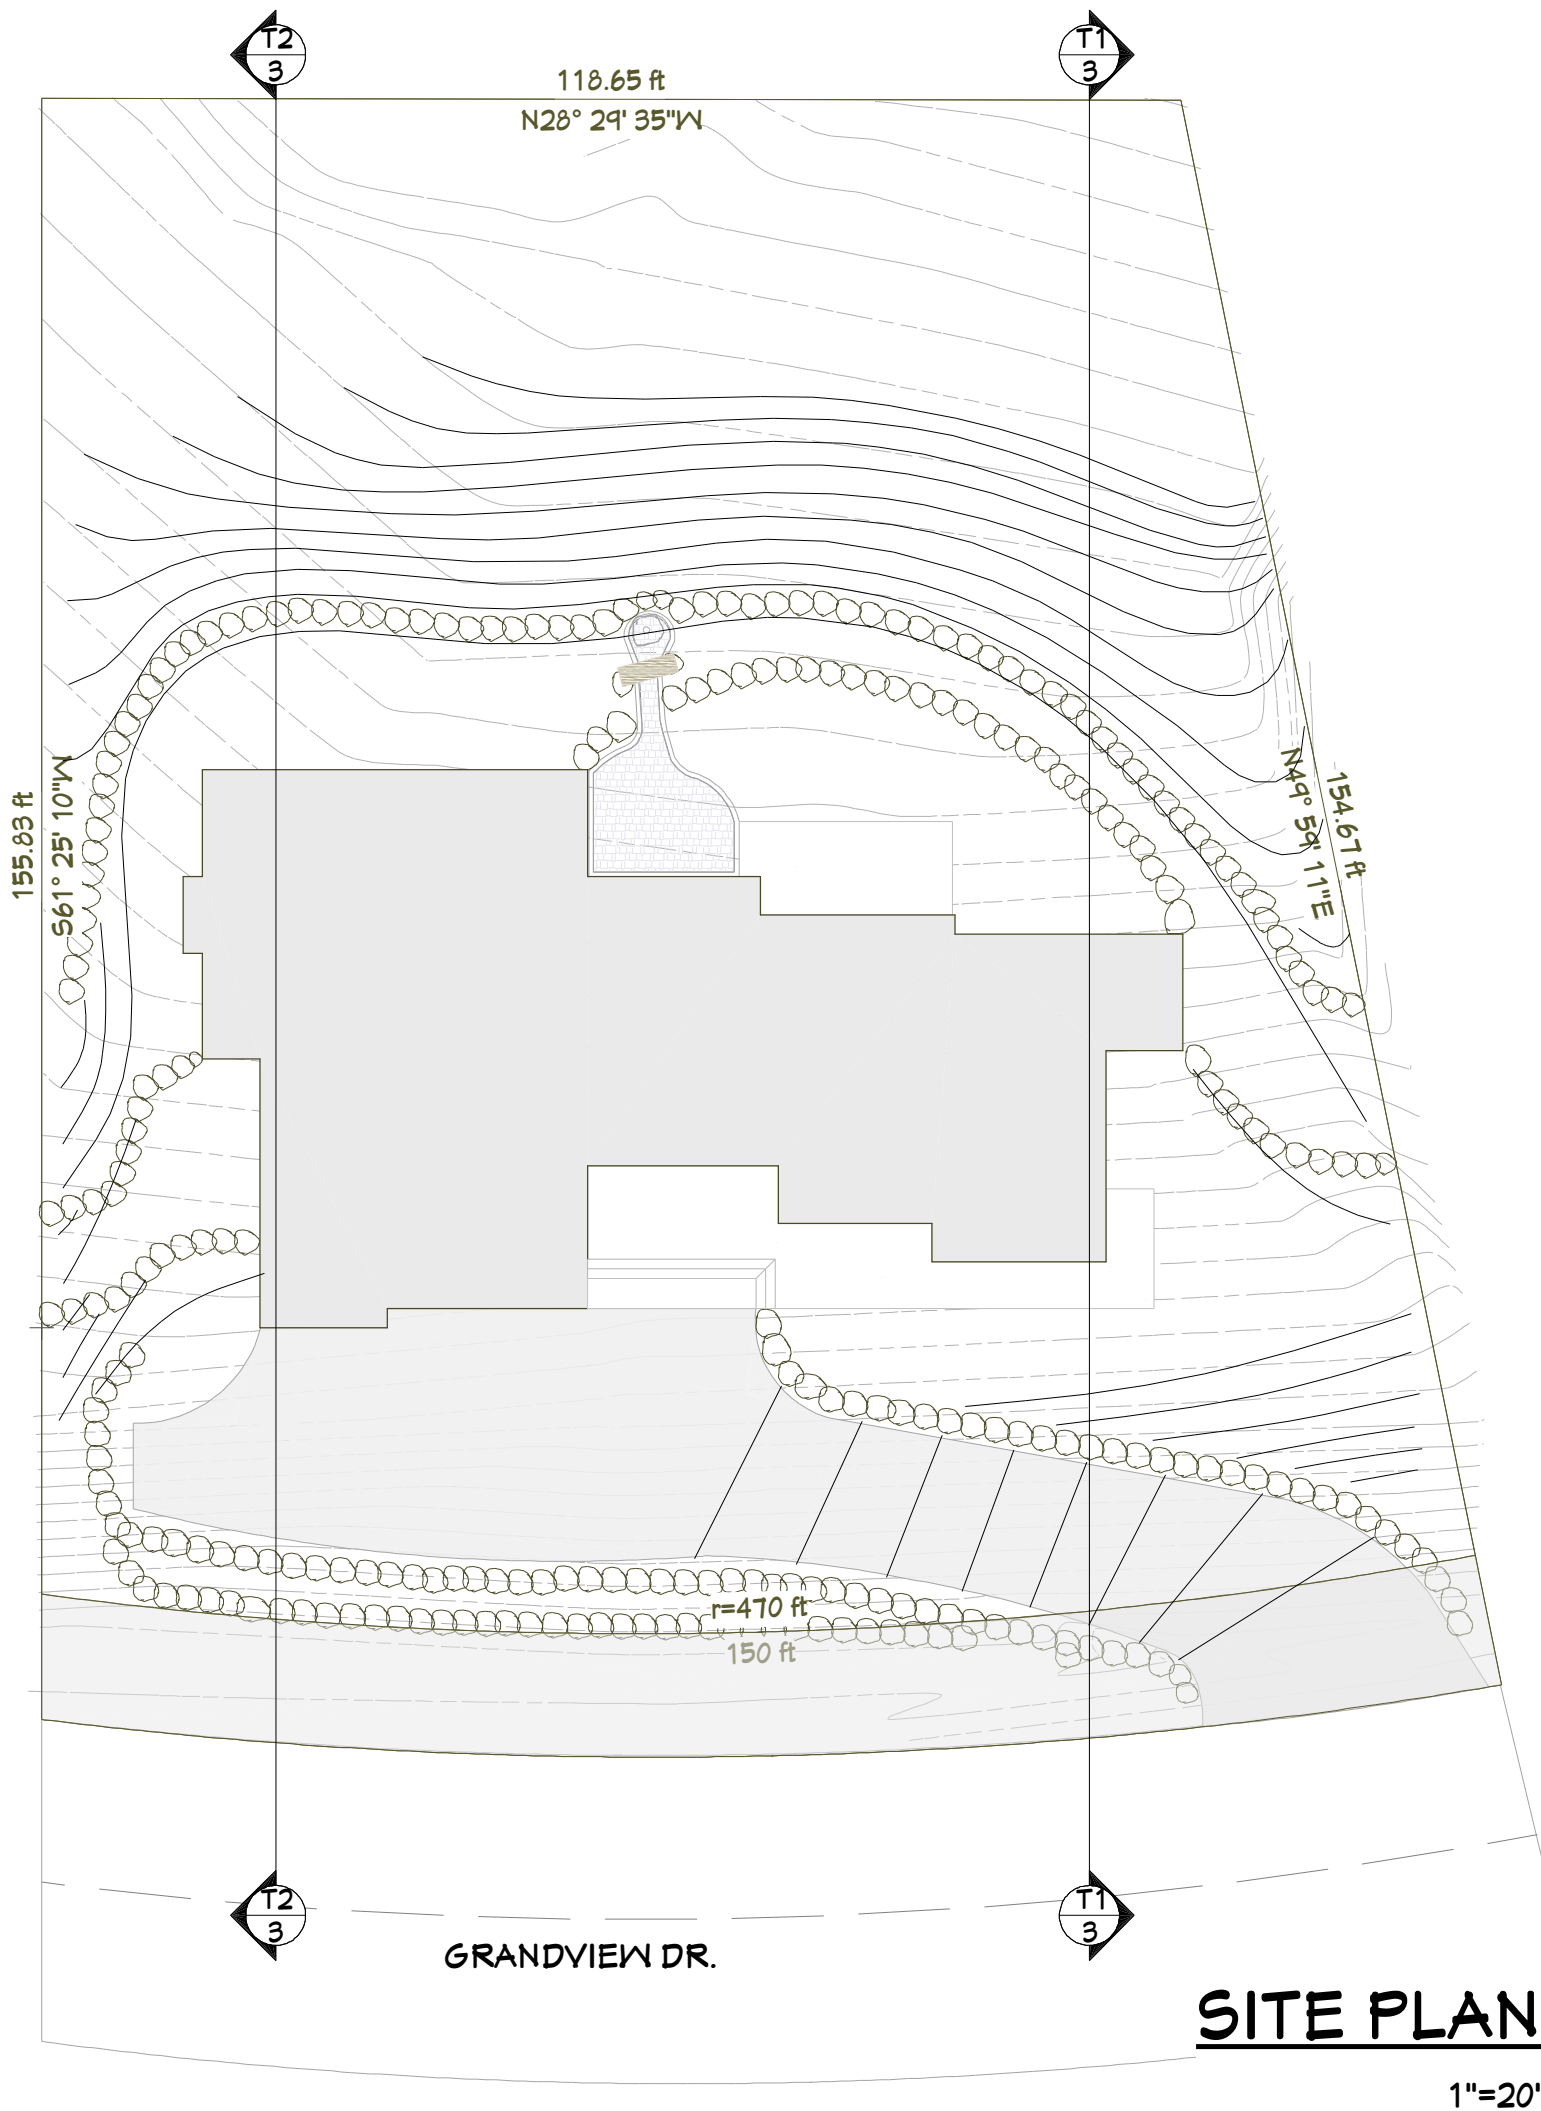 T2
3
T1
3
118.65 ft
N28° 29' 35"W
155.83 ft
S61° 25' 10"W
N49° 59' 11"E
154.67 ft
r=470 ft
150 ft
T2
3
T1
3
GRANDVIEW DR.
SITE PLAN
1"=20'